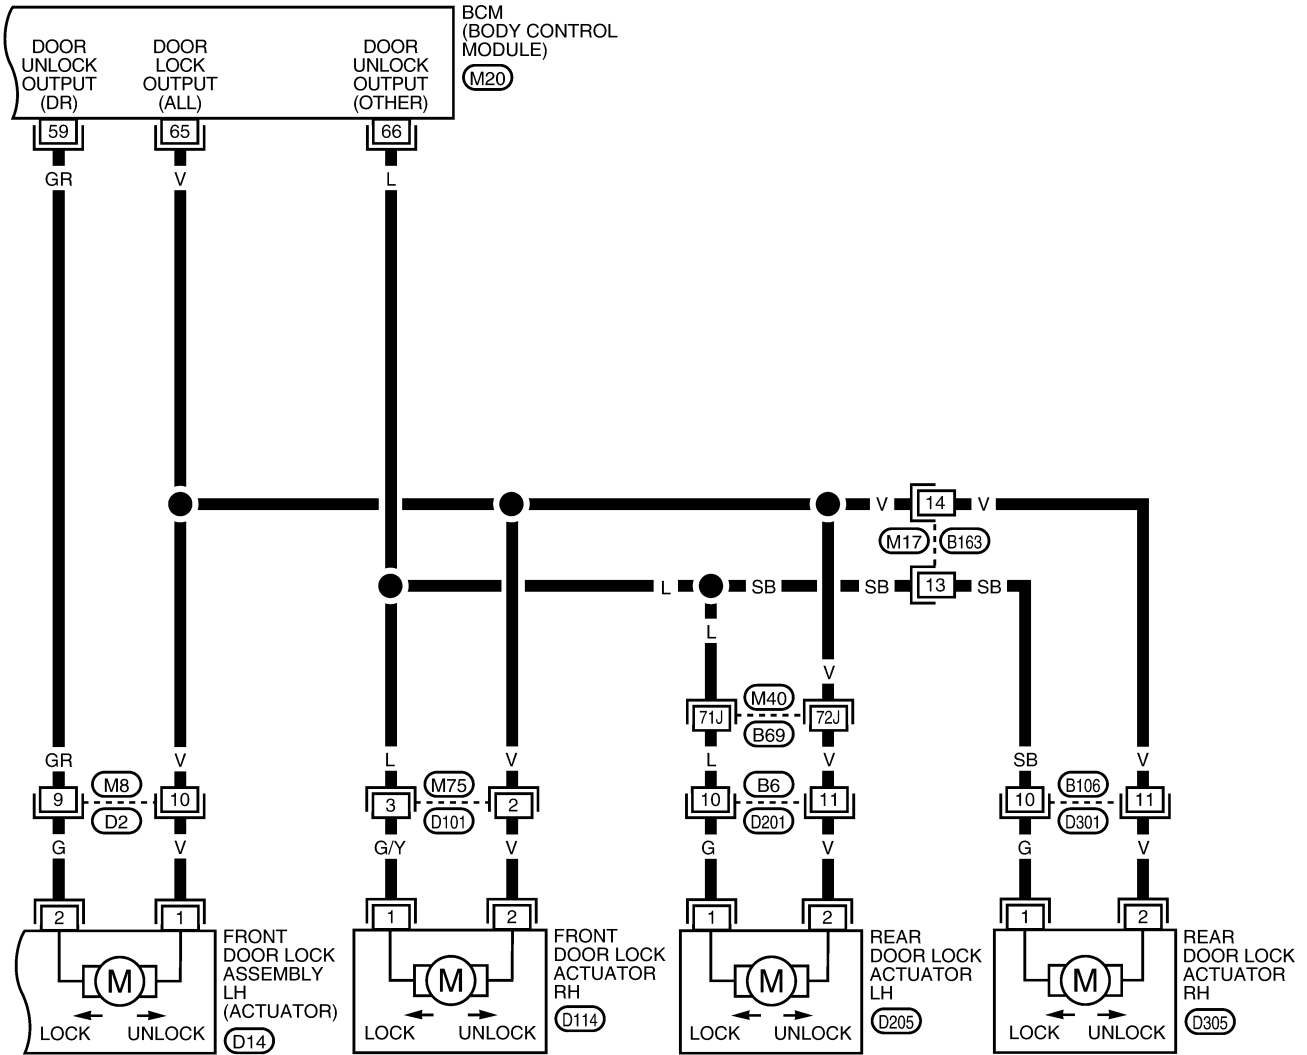 BCM
(BODY CONTROL
MODULE)
M20
DOOR
UNLOCK
OUTPUT
(DR)
DOOR
LOCK
OUTPUT
(ALL)
DOOR
UNLOCK
OUTPUT
(OTHER)
59
65
66
GR
V
L
V
14
V
M17
B163
L
SB
SB
13
SB
L
V
M40
71J
72J
B69
GR
V
L
V
L
V
SB
V
M8
9
10
D2
M75
3
2
D101
B6
10
11
D201
B106
10
11
D301
G
V
G/Y
V
G
V
G
V
2
1
1
2
1
2
1
2
M
LOCK
UNLOCK
FRONT
DOOR LOCK
ASSEMBLY
LH
(ACTUATOR)
D14
M
LOCK
UNLOCK
FRONT
DOOR LOCK
ACTUATOR
RH
D114
M
LOCK
UNLOCK
REAR
DOOR LOCK
ACTUATOR
LH
D205
M
LOCK
UNLOCK
REAR
DOOR LOCK
ACTUATOR
RH
D305